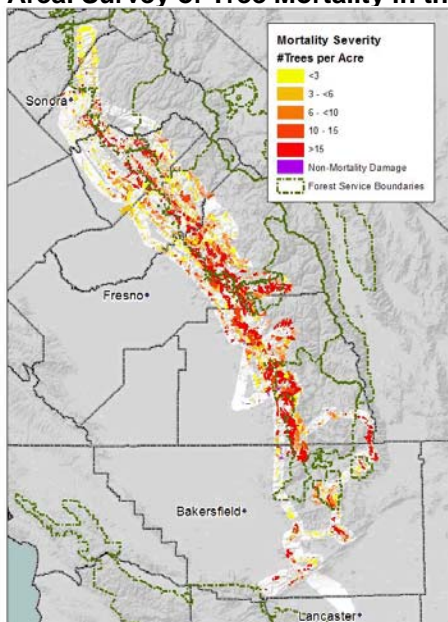 Aerial Survey of Tree Mortality in th
Mortality Severity
#Trees per Acre
<3
3 - <6
6 - <10
10 - 15
>15
Non-Mortality Damage
Forest Service Boundaries
Sonora
Fresno
Bakersfield
Lancaster